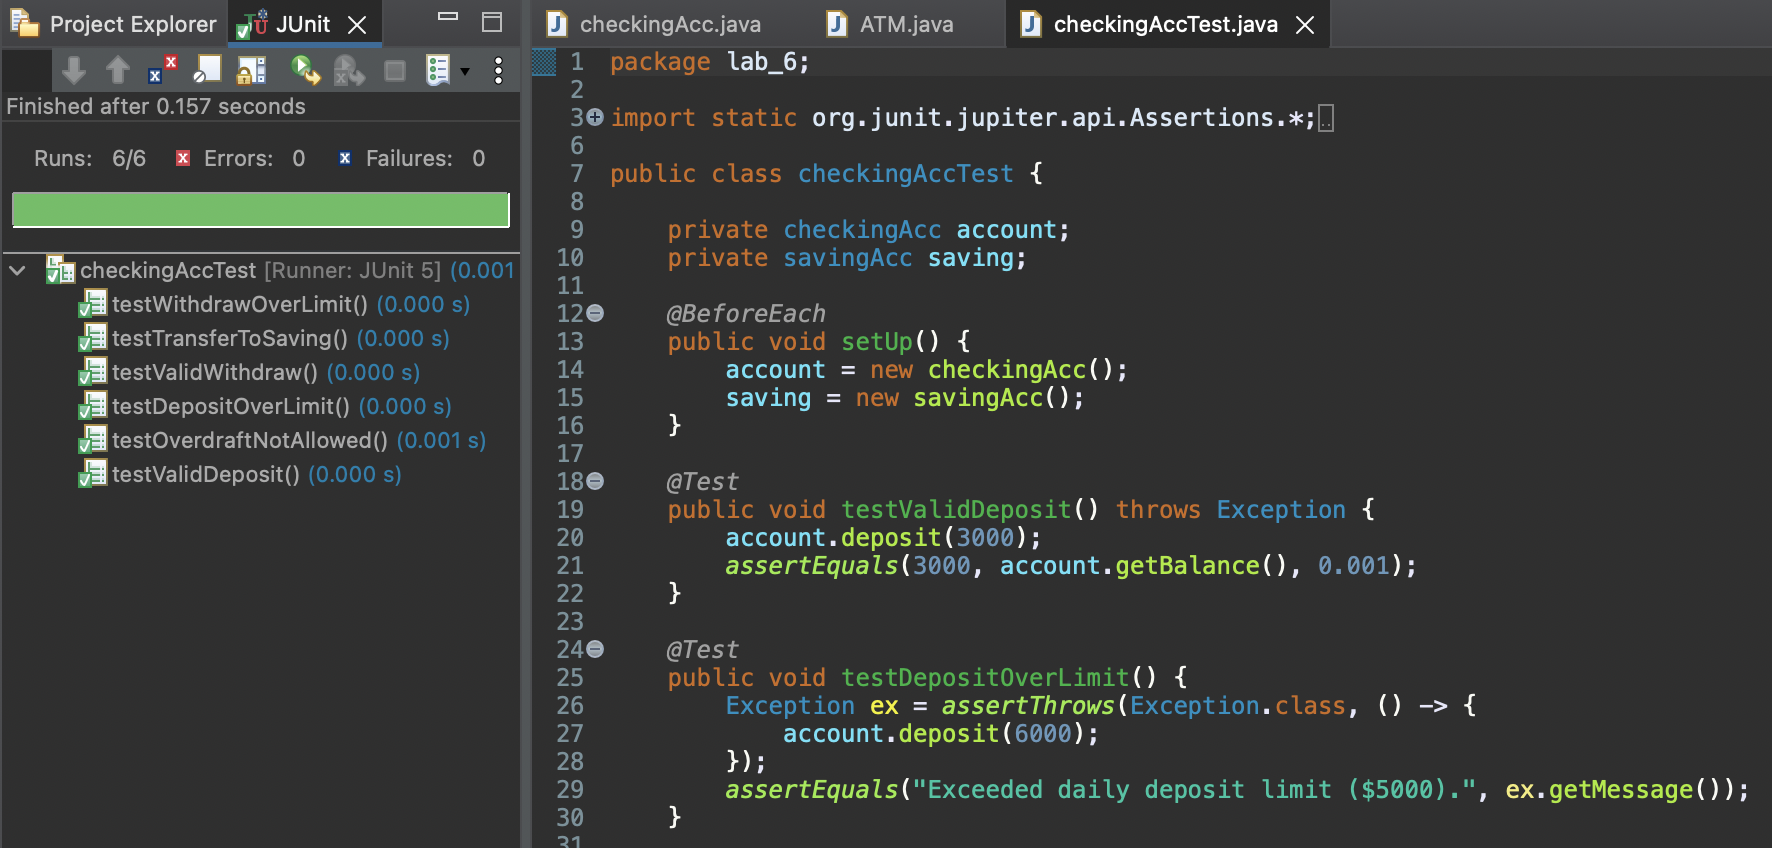 Project Explorer
JUnit
Finished after 0.157 seconds
Runs: 6/6 Errors: 0 Failures: 0
checkingAccTest [Runner: JUnit 5] (0.001
testWithdrawOverLimit() (0.000 s)
testTransferToSaving() (0.000 s)
testValidWithdraw() (0.000 s)
testDepositOverLimit() (0.000 s)
testOverdraftNotAllowed() (0.001 s)
testValidDeposit() (0.000 s)
checkingAcc.java ATM.java checkingAccTest.java
1 package lab_6;
2
3 import static org.junit.jupiter.api.Assertions.*;
6
7 public class checkingAccTest {
8
9 private checkingAcc account;
10 private savingAcc saving;
11
12 @BeforeEach
13 public void setUp() {
14 account = new checkingAcc();
15 saving = new savingAcc();
16 }
17
18 @Test
19 public void testValidDeposit() throws Exception {
20 account.deposit(3000);
21 assertEquals(3000, account.getBalance(), 0.001);
22 }
23
24 @Test
25 public void testDepositOverLimit() {
26 Exception ex = assertThrows(Exception.class, () -> {
27 account.deposit(6000);
28 });
29 assertEquals("Exceeded daily deposit limit ($5000).", ex.getMessage());
30 }
31